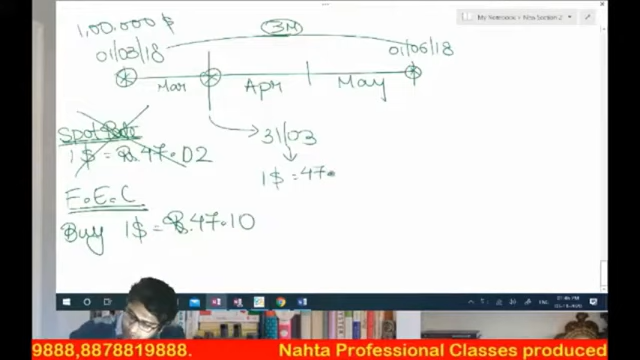 My Notebook > Nitra Section 2
1,00,000 $
3M
01/03/18
01/06/18
Mar
Apr
May
31/03
Spot Rate
1$ = Rs.47.02
1$ = 47.
F.E.C
Buy 1$ = Rs.47.10
ENG
9888,8878819888.
Nahta Professional Classes produced